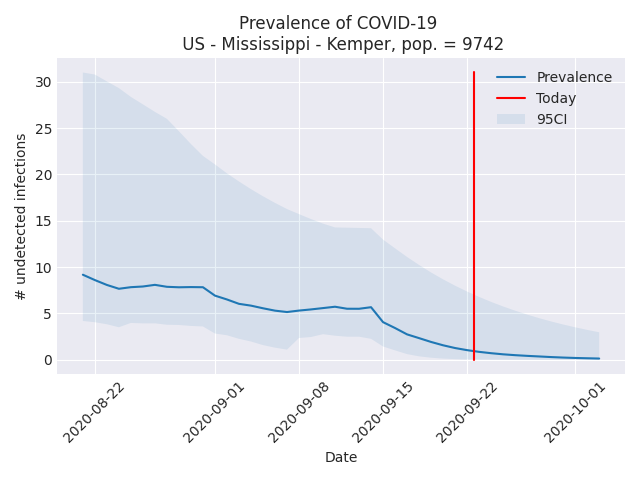 Prevalence of COVID-19
US - Mississippi - Kemper, pop. = 9742
Prevalence
Today
95CI
# undetected infections
30
25
20
15
10
5
0
2020-08-22
2020-09-01
2020-09-08
2020-09-15
2020-09-22
2020-10-01
Date